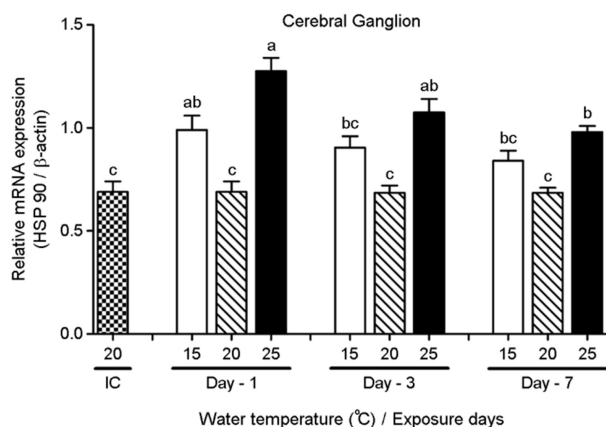 Cerebral Ganglion
Relative mRNA expression
(HSP 90 / β-actin)
1.5
1.0
0.5
0.0
c
ab
c
a
bc
c
ab
bc
c
b
20 15 20 25 15 20 25 15 20 25
IC Day - 1 Day - 3 Day - 7
Water temperature (℃) / Exposure days